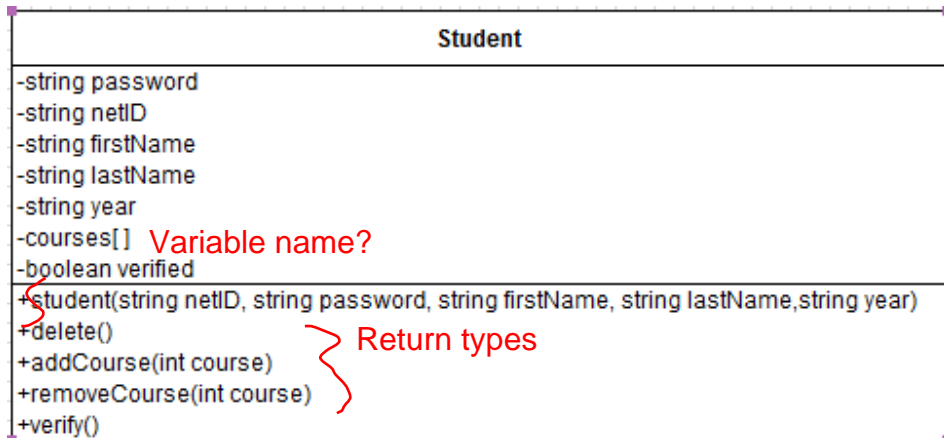 Student
-string password
-string netID
-string firstName
-string lastName
-string year
-courses[] Variable name?
-boolean verified
+student(string netID, string password, string firstName, string lastName,string year)
+delete()
Return types
+addCourse(int course)
+removeCourse(int course)
+verify()